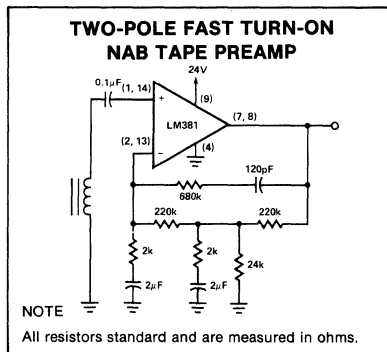 TWO-POLE FAST TURN-ON
NAB TAPE PREAMP
24V
0.1μF
(1, 14)
(9)
+
LM381
(7, 8)
(2, 13)
−
(4)
120pF
680k
220k
220k
2k
2k
24k
2μF
2μF
NOTE
All resistors standard and are measured in ohms.